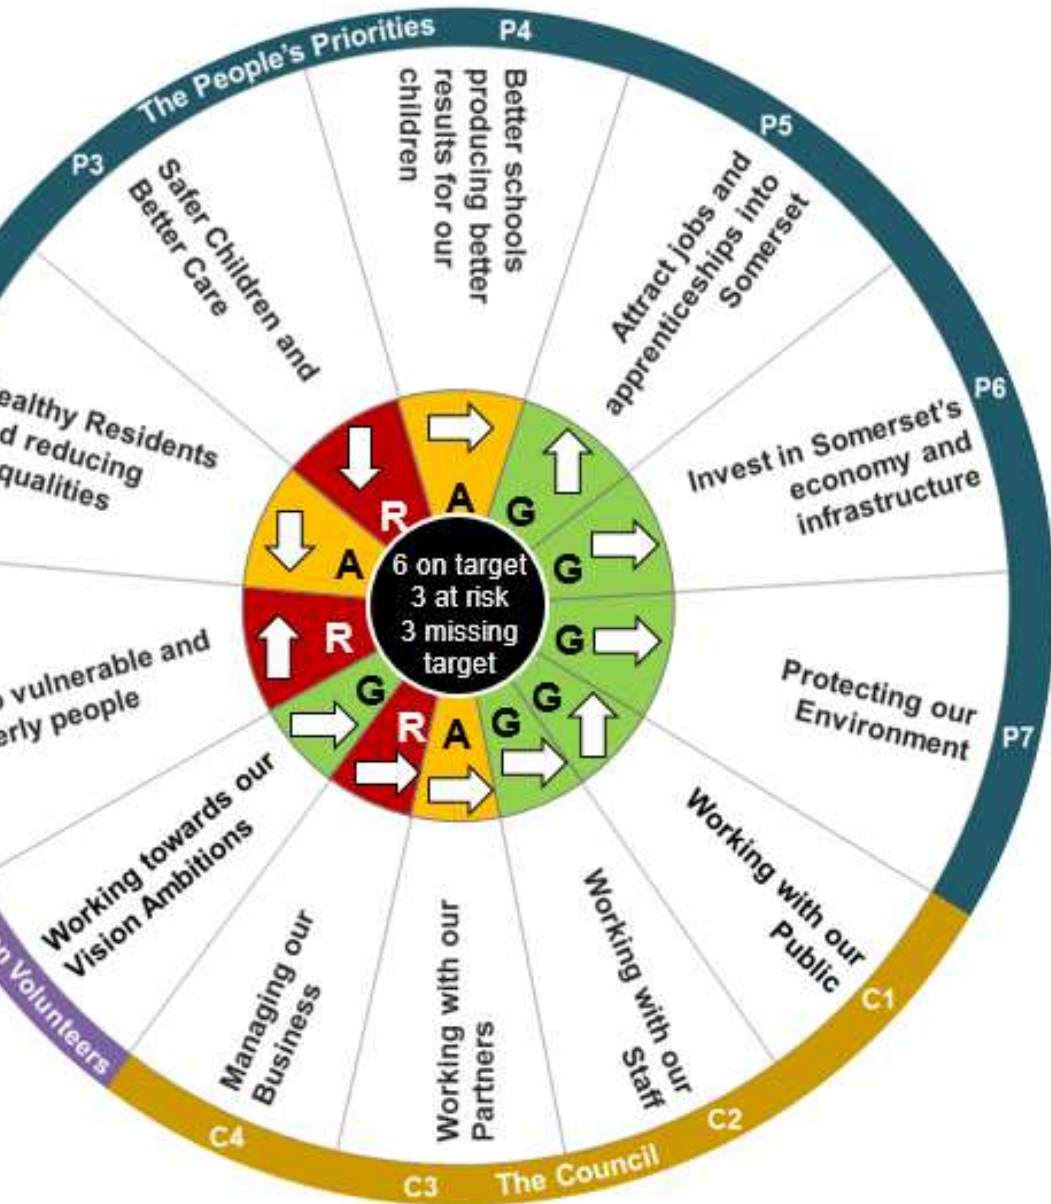 The People's Priorities
P3
P4
P5
P6
P7
Safer Children and
Better Care
Better schools
producing better
results for our
children
Attract jobs and
apprenticeships into
Somerset
Invest in Somerset's
economy and
infrastructure
Protecting our
Environment
Working with our
Public
C1
Working with our
Staff
C2
The Council
Working with our
Partners
C3
Managing our
Business
C4
Working towards our
Vision Ambitions
Volunteers
vulnerable and
people
Residents
reducing
R
A
G
G
G
G
G
A
R
G
R
A
6 on target
3 at risk
3 missing
target